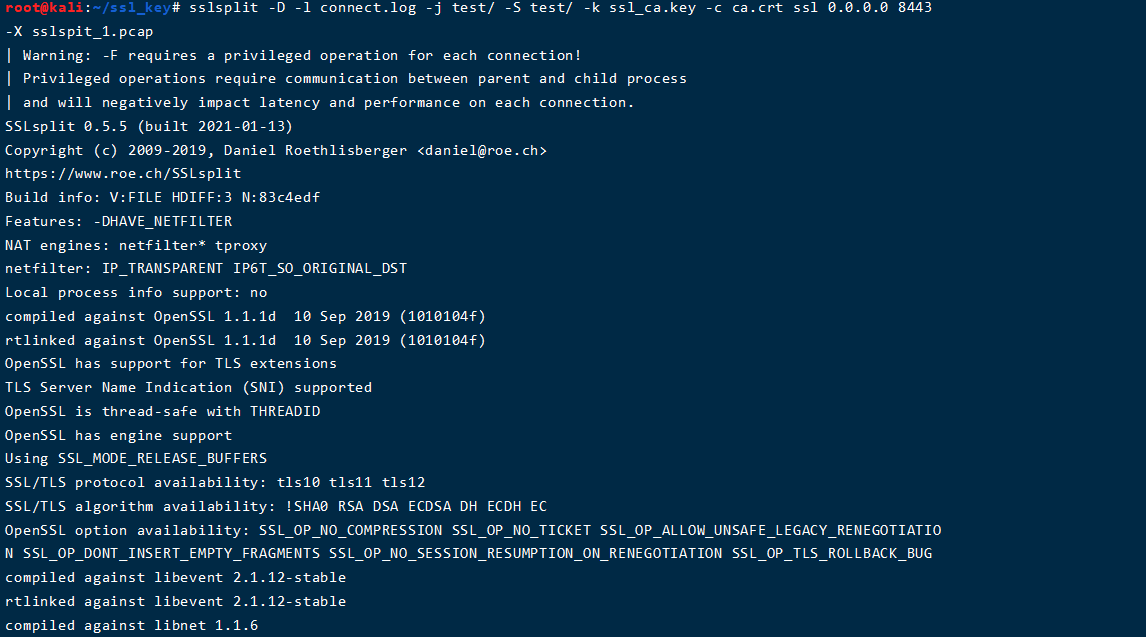 root@kali:~/ssl_key# sslsplit -D -l connect.log -j test/ -S test/ -k ssl_ca.key -c ca.crt ssl 0.0.0.0 8443
-X sslspit_1.pcap
| Warning: -F requires a privileged operation for each connection!
| Privileged operations require communication between parent and child process
| and will negatively impact latency and performance on each connection.
SSLsplit 0.5.5 (built 2021-01-13)
Copyright (c) 2009-2019, Daniel Roethlisberger <daniel@roe.ch>
https://www.roe.ch/SSLsplit
Build info: V:FILE HDIFF:3 N:83c4edf
Features: -DHAVE_NETFILTER
NAT engines: netfilter* tproxy
netfilter: IP_TRANSPARENT IP6T_SO_ORIGINAL_DST
Local process info support: no
compiled against OpenSSL 1.1.1d  10 Sep 2019 (1010104f)
rtlinked against OpenSSL 1.1.1d  10 Sep 2019 (1010104f)
OpenSSL has support for TLS extensions
TLS Server Name Indication (SNI) supported
OpenSSL is thread-safe with THREADID
OpenSSL has engine support
Using SSL_MODE_RELEASE_BUFFERS
SSL/TLS protocol availability: tls10 tls11 tls12
SSL/TLS algorithm availability: !SHA0 RSA DSA ECDSA DH ECDH EC
OpenSSL option availability: SSL_OP_NO_COMPRESSION SSL_OP_NO_TICKET SSL_OP_ALLOW_UNSAFE_LEGACY_RENEGOTIATIO
N SSL_OP_DONT_INSERT_EMPTY_FRAGMENTS SSL_OP_NO_SESSION_RESUMPTION_ON_RENEGOTIATION SSL_OP_TLS_ROLLBACK_BUG
compiled against libevent 2.1.12-stable
rtlinked against libevent 2.1.12-stable
compiled against libnet 1.1.6